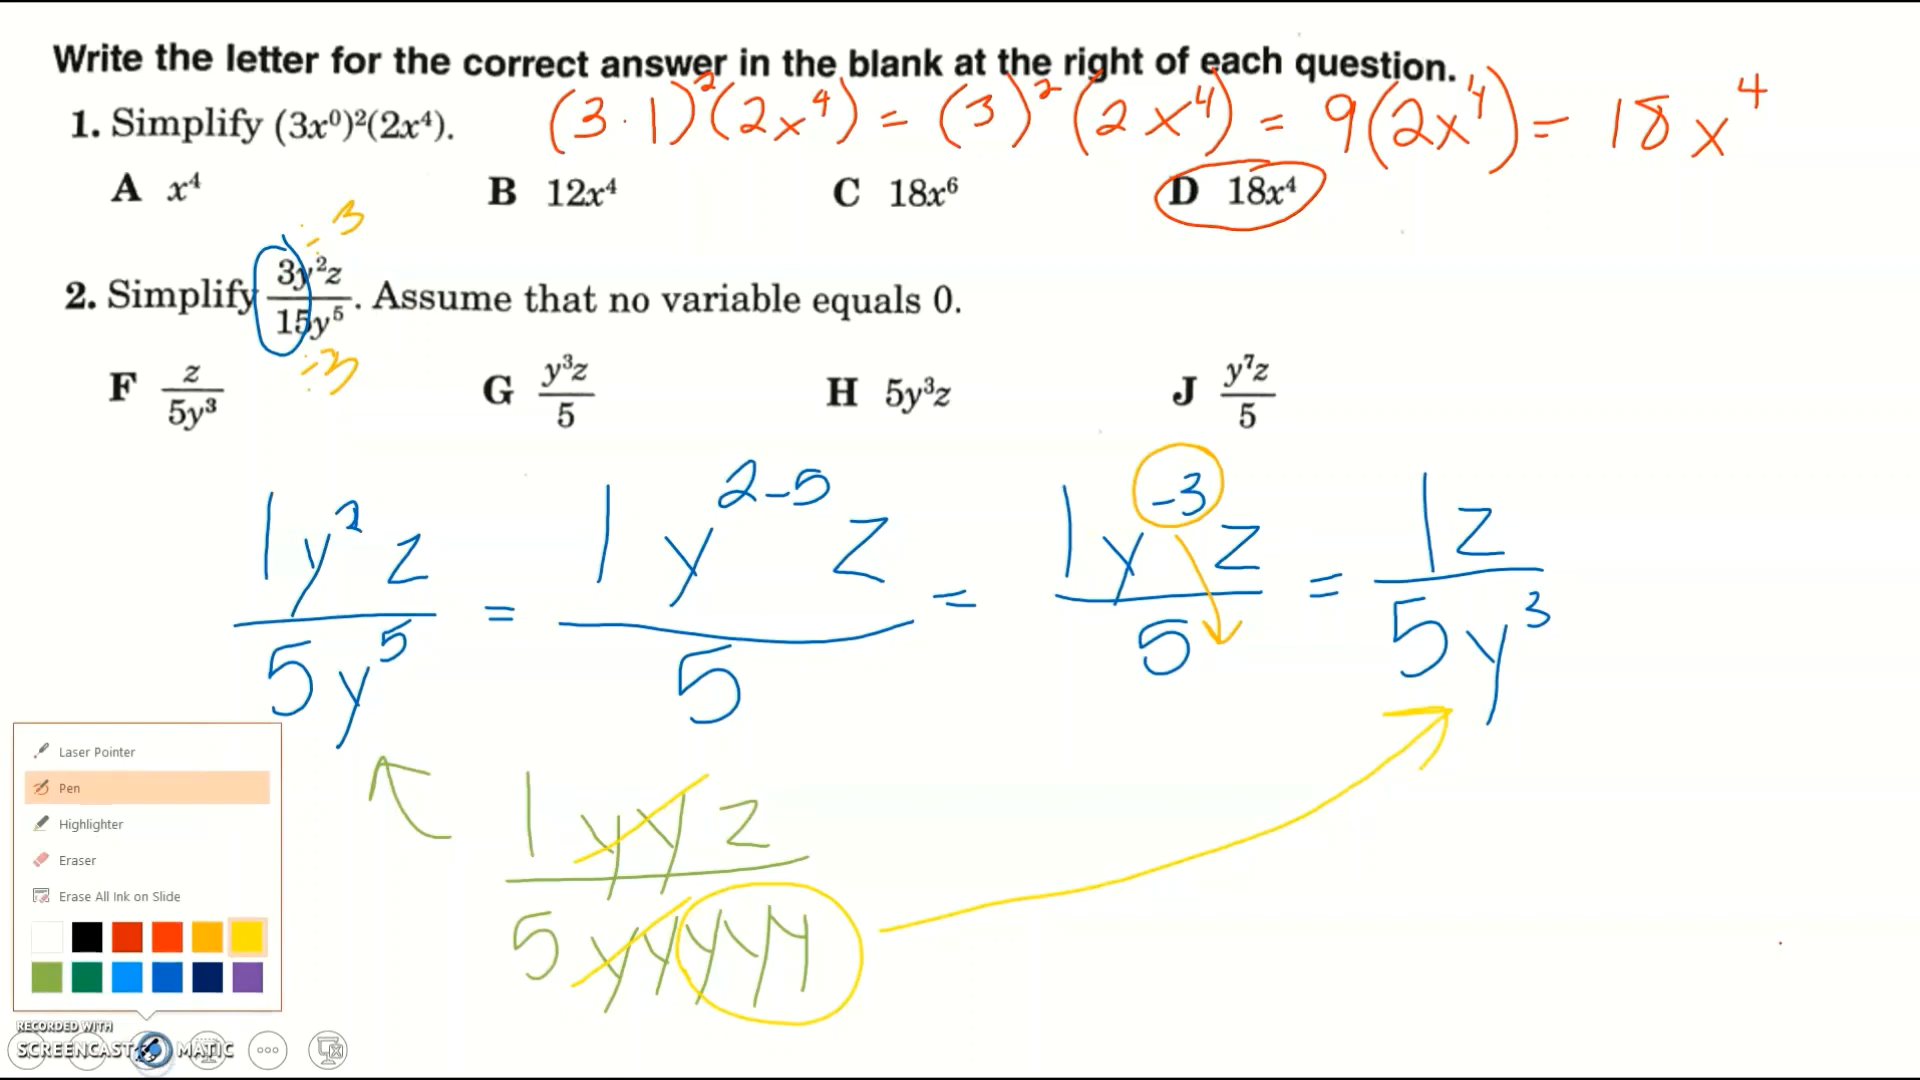 Write the letter for the correct answer in the blank at the right of each question.
1. Simplify (3x⁰)²(2x⁴).
(3·1)²(2x⁴) = (3)²(2x⁴) = 9(2x⁴) = 18x⁴
A x⁴ B 12x⁴ C 18x⁶ D 18x⁴
÷3
2. Simplify 3y²z/15y⁵. Assume that no variable equals 0.
÷3
F z/5y³ G y³z/5 H 5y³z J y⁷z/5
1y²z/5y⁵ = 1y²⁻⁵z/5 = 1y⁻³z/5 = 1z/5y³
1yyz/5yyyyy
Laser Pointer
Pen
Highlighter
Eraser
Erase All Ink on Slide
RECORDED WITH
SCREENCAST MATIC